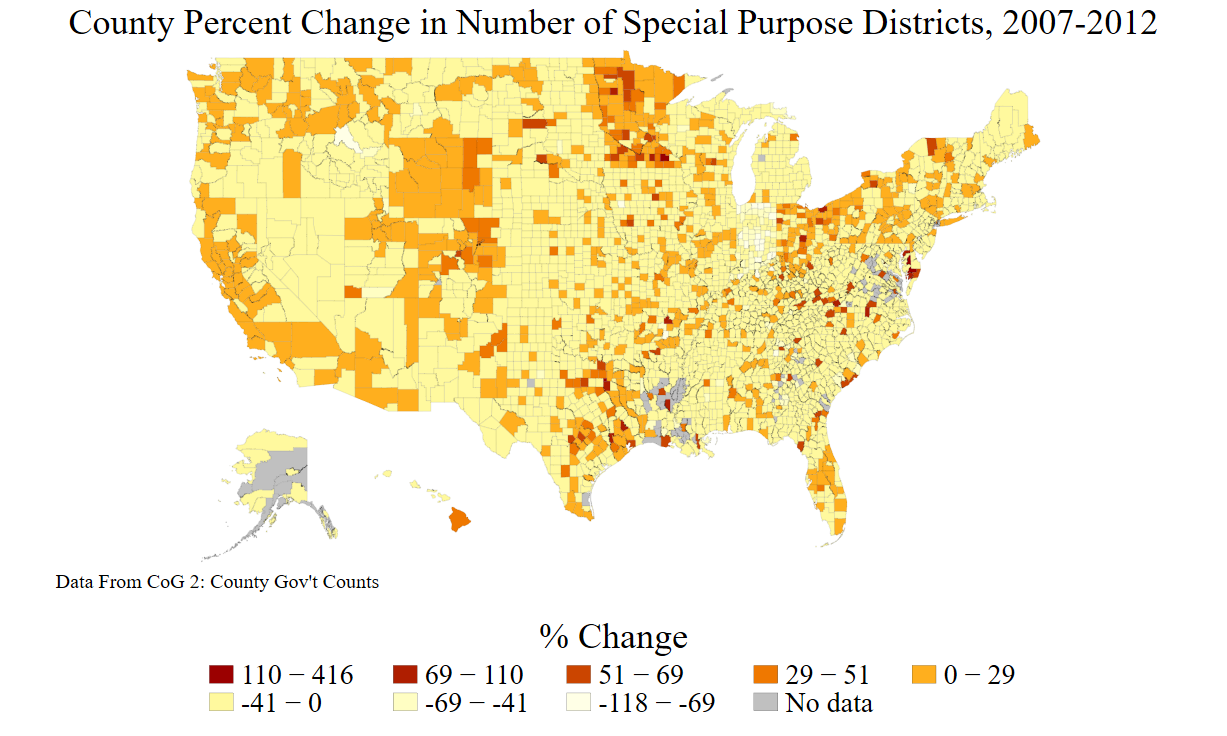 County Percent Change in Number of Special Purpose Districts, 2007-2012
Data From CoG 2: County Gov't Counts
% Change
110 − 416 69 − 110 51 − 69 29 − 51 0 − 29
-41 − 0 -69 − -41 -118 − -69 No data